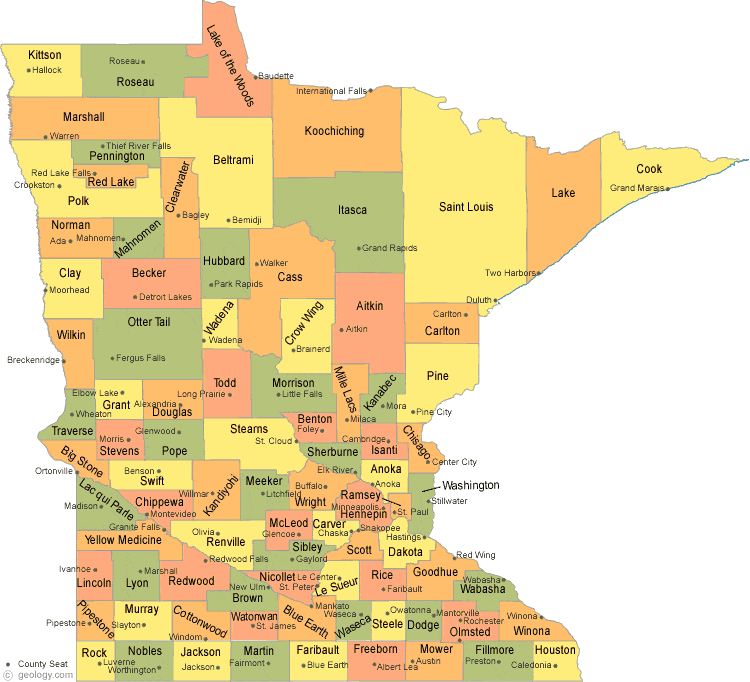 Kittson
Hallock
Roseau
Roseau
Lake of the Woods
Baudette
International Falls
Koochiching
Marshall
Warren
Thief River Falls
Pennington
Beltrami
Bemidji
Red Lake Falls
Red Lake
Crookston
Polk
Clearwater
Bagley
Itasca
Grand Rapids
Saint Louis
Duluth
Lake
Two Harbors
Cook
Grand Marais
Norman
Ada
Mahnomen
Mahnomen
Hubbard
Park Rapids
Walker
Cass
Clay
Moorhead
Becker
Detroit Lakes
Otter Tail
Fergus Falls
Wadena
Wadena
Crow Wing
Brainerd
Aitkin
Aitkin
Carlton
Carlton
Wilkin
Breckenridge
Pine
Pine City
Todd
Long Prairie
Morrison
Little Falls
Mille Lacs
Milaca
Kanabec
Mora
Elbow Lake
Grant
Alexandria
Douglas
Wheaton
Traverse
Morris
Stevens
Glenwood
Pope
Stearns
St. Cloud
Benton
Foley
Cambridge
Isanti
Chisago
Center City
Sherburne
Elk River
Anoka
Anoka
Big Stone
Ortonville
Benson
Swift
Willmar
Kandiyohi
Meeker
Litchfield
Buffalo
Wright
Ramsey
Minneapolis
Hennepin
St. Paul
Washington
Stillwater
Lac qui Parle
Madison
Chippewa
Montevideo
Granite Falls
Yellow Medicine
Olivia
Renville
McLeod
Glencoe
Carver
Chaska
Shakopee
Scott
Hastings
Dakota
Red Wing
Goodhue
Sibley
Gaylord
Ivanhoe
Lincoln
Marshall
Lyon
Redwood Falls
Redwood
Nicollet
St. Peter
Le Center
Le Sueur
Rice
Faribault
Wabasha
Wabasha
New Ulm
Brown
Pipestone
Pipestone
Murray
Slayton
Cottonwood
Windom
Watonwan
St. James
Mankato
Blue Earth
Waseca
Waseca
Owatonna
Steele
Mantorville
Dodge
Rochester
Olmsted
Winona
Winona
Rock
Luverne
Nobles
Worthington
Jackson
Jackson
Martin
Fairmont
Faribault
Blue Earth
Freeborn
Albert Lea
Mower
Austin
Fillmore
Preston
Houston
Caledonia
County Seat
© geology.com